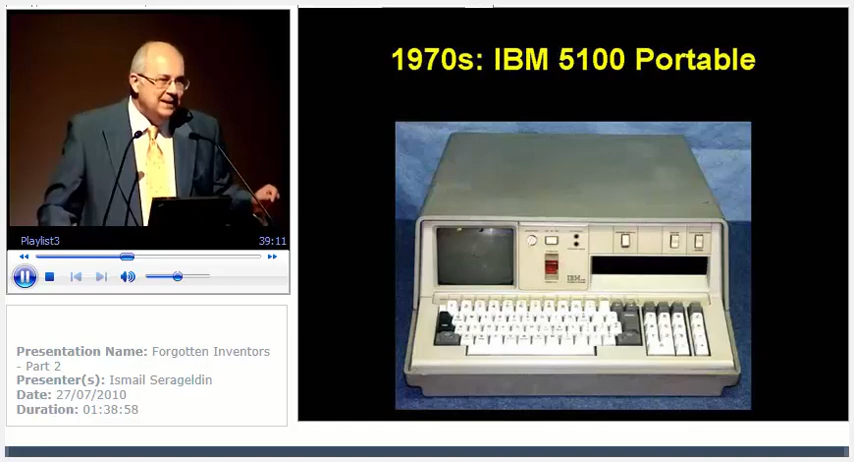 1970s: IBM 5100 Portable
IBM
Playlist3
39:11
Presentation Name: Forgotten Inventors
- Part 2
Presenter(s): Ismail Serageldin
Date: 27/07/2010
Duration: 01:38:58